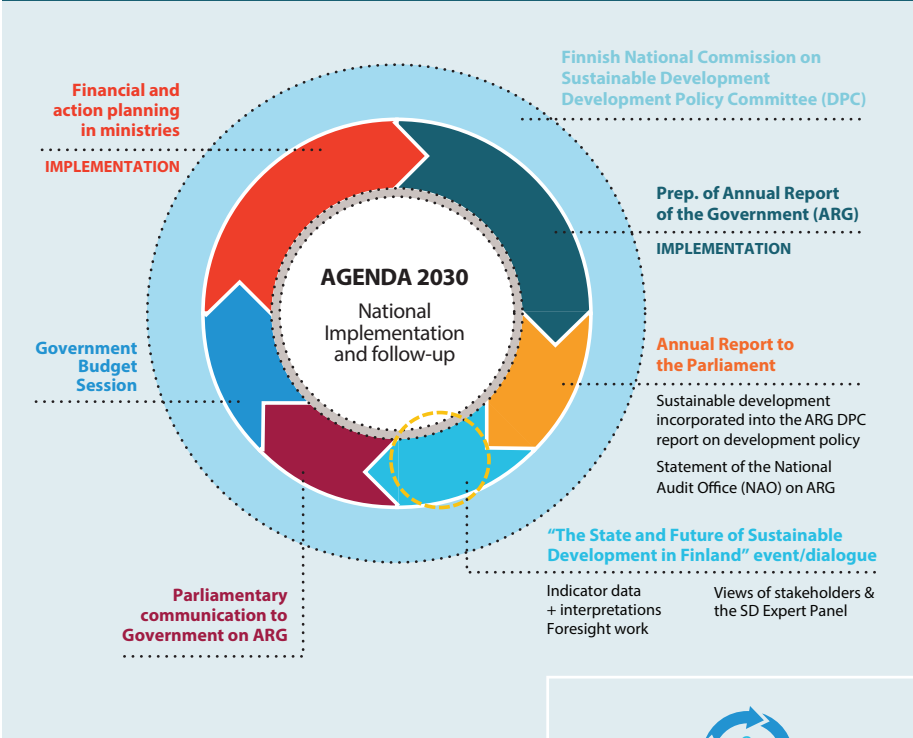 Finnish National Commission on
Sustainable Development
Development Policy Committee (DPC)
Financial and
action planning
in ministries
IMPLEMENTATION
Prep. of Annual Report
of the Government (ARG)
IMPLEMENTATION
AGENDA 2030
National
Implementation
and follow-up
Government
Budget
Session
Annual Report to
the Parliament
Sustainable development
incorporated into the ARG DPC
report on development policy
Statement of the National
Audit Office (NAO) on ARG
“The State and Future of Sustainable
Development in Finland” event/dialogue
Indicator data
+ interpretations
Foresight work
Views of stakeholders &
the SD Expert Panel
Parliamentary
communication to
Government on ARG